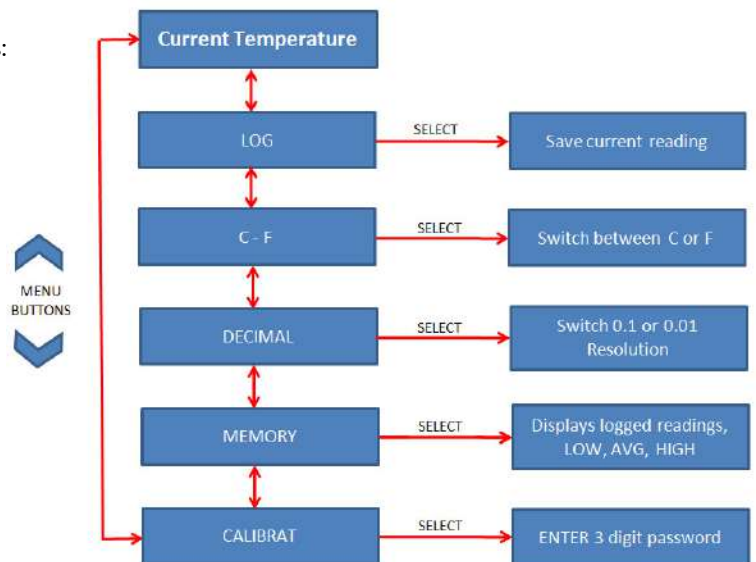 Current Temperature
LOG
SELECT
Save current reading
C - F
SELECT
Switch between C or F
MENU
BUTTONS
DECIMAL
SELECT
Switch 0.1 or 0.01
Resolution
MEMORY
SELECT
Displays logged readings,
LOW, AVG, HIGH
CALIBRAT
SELECT
ENTER 3 digit password